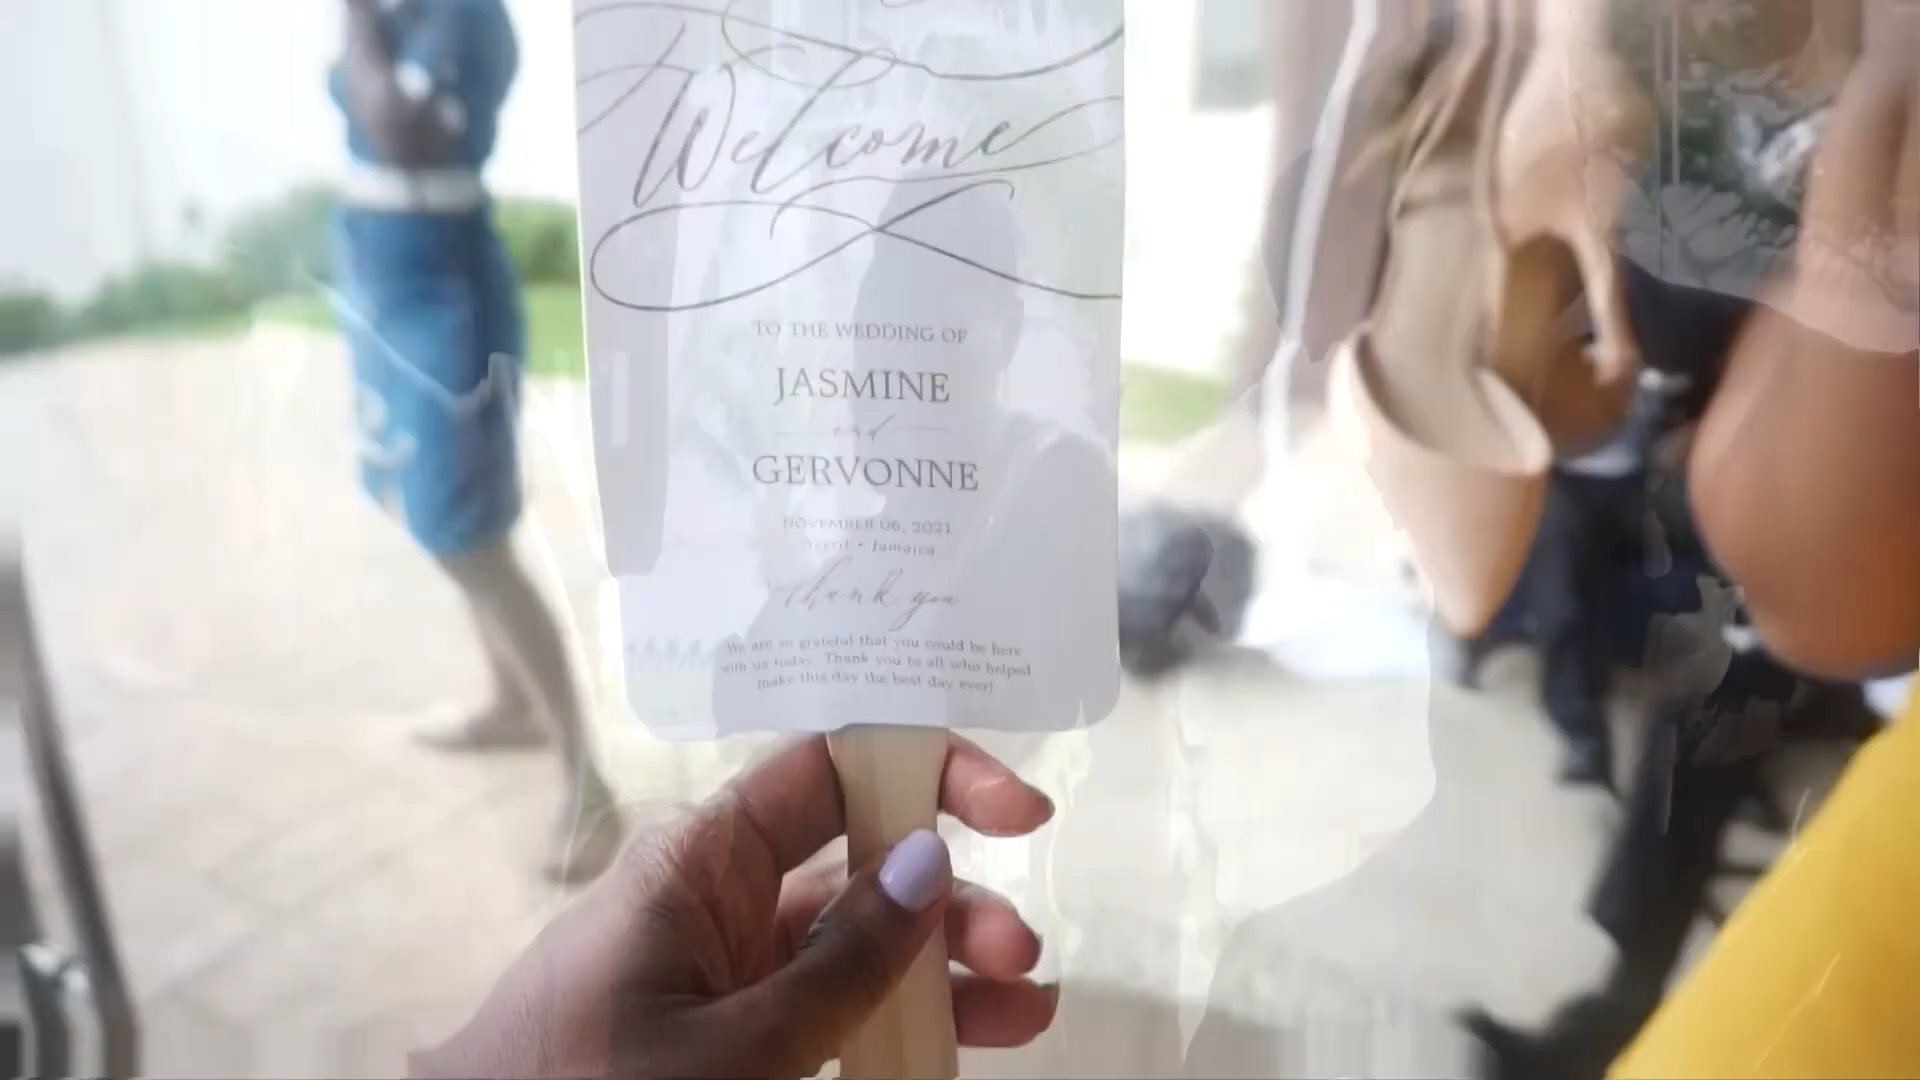 Welcome
TO THE WEDDING OF
JASMINE
and
GERVONNE
NOVEMBER 06, 2021
Jamaica
thank you
We are so grateful that you could be here
with us today. Thank you to all who helped
make this day the best day ever!